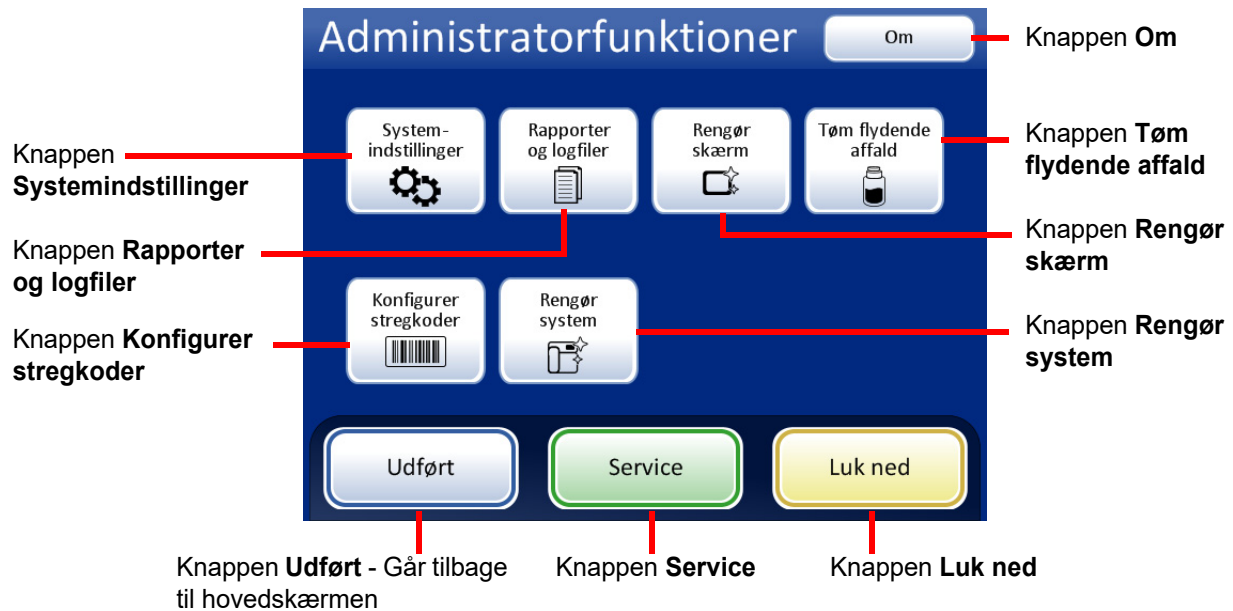 Administratorfunktioner
Om
Knappen Om
System-
indstillinger
Rapporter
og logfiler
Rengør
skærm
Tøm flydende
affald
Knappen
Systemindstillinger
Knappen Tøm
flydende affald
Knappen Rapporter
og logfiler
Knappen Rengør
skærm
Konfigurer
stregkoder
Rengør
system
Knappen Konfigurer
stregkoder
Knappen Rengør
system
Udført
Service
Luk ned
Knappen Udført - Går tilbage
til hovedskærmen
Knappen Service
Knappen Luk ned